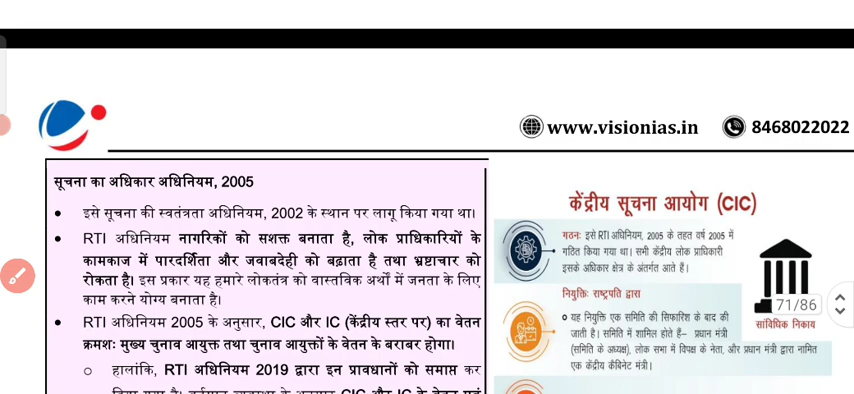 www.visionias.in
8468022022
सूचना का अधिकार अधिनियम, 2005
• इसे सूचना की स्वतंत्रता अधिनियम, 2002 के स्थान पर लागू किया गया था।
• RTI अधिनियम नागरिकों को सशक्त बनाता है, लोक प्राधिकारियों के
कामकाज में पारदर्शिता और जवाबदेही को बढ़ाता है तथा भ्रष्टाचार को
रोकता है। इस प्रकार यह हमारे लोकतंत्र को वास्तविक अर्थों में जनता के लिए
काम करने योग्य बनाता है।
• RTI अधिनियम 2005 के अनुसार, CIC और IC (केंद्रीय स्तर पर) का वेतन
क्रमशः मुख्य चुनाव आयुक्त तथा चुनाव आयुक्तों के वेतन के बराबर होगा।
o हालांकि, RTI अधिनियम 2019 द्वारा इन प्रावधानों को समाप्त कर
केंद्रीय सूचना आयोग (CIC)
गठन: इसे RTI अधिनियम, 2005 के तहत वर्ष 2005 में
गठित किया गया था। सभी केंद्रीय लोक प्राधिकारी
इसके अधिकार क्षेत्र के अंतर्गत आते हैं।
नियुक्ति: राष्ट्रपति द्वारा
o यह नियुक्ति एक समिति की सिफारिश के बाद की
जाती है। समिति में शामिल होते हैं– प्रधान मंत्री
(समिति के अध्यक्ष), लोक सभा में विपक्ष के नेता, और प्रधान मंत्री द्वारा नामित
एक केंद्रीय कैबिनेट मंत्री।
71/86
सांविधिक निकाय